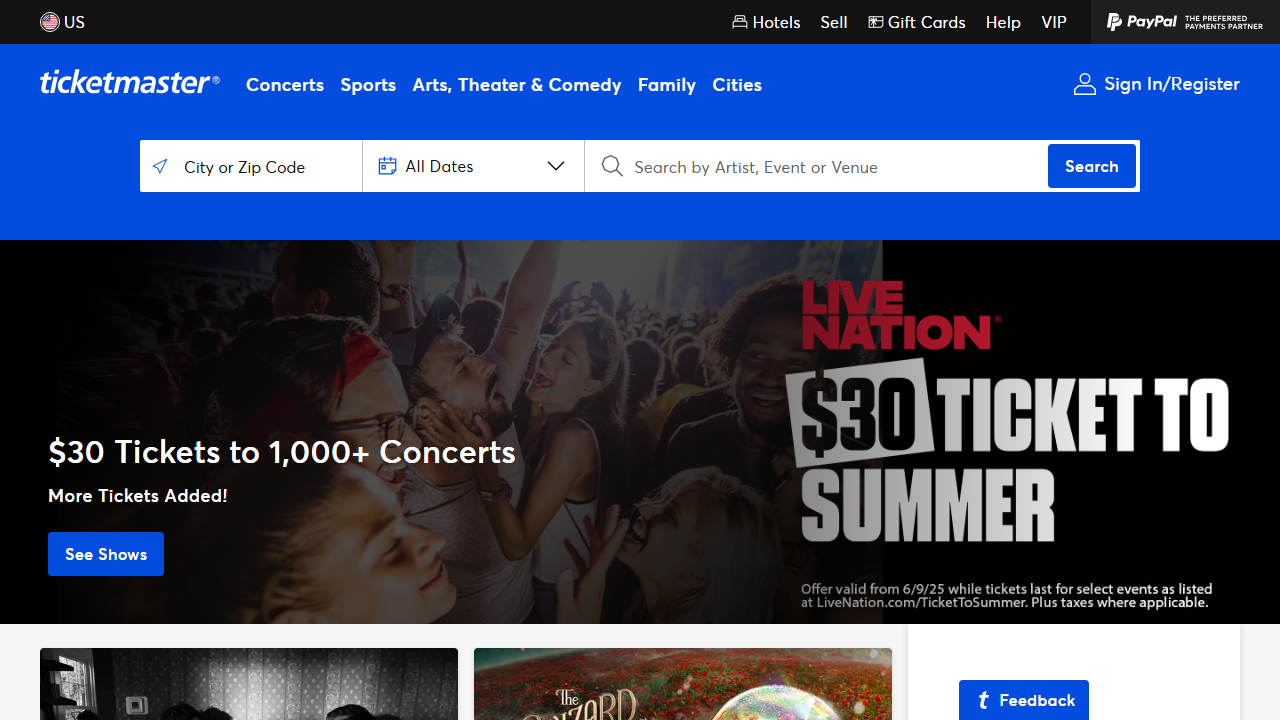 US
Hotels
Sell
Gift Cards
Help
VIP
PayPal
THE PREFERRED
PAYMENTS PARTNER
ticketmaster®
Concerts
Sports
Arts, Theater & Comedy
Family
Cities
Sign In/Register
City or Zip Code
All Dates
Search by Artist, Event or Venue
Search
LIVE
NATION®
$30 TICKET TO
SUMMER
$30 Tickets to 1,000+ Concerts
More Tickets Added!
See Shows
Offer valid from 6/9/25 while tickets last for select events as listed
at LiveNation.com/TicketToSummer. Plus taxes where applicable.
The
WIZARD
t Feedback